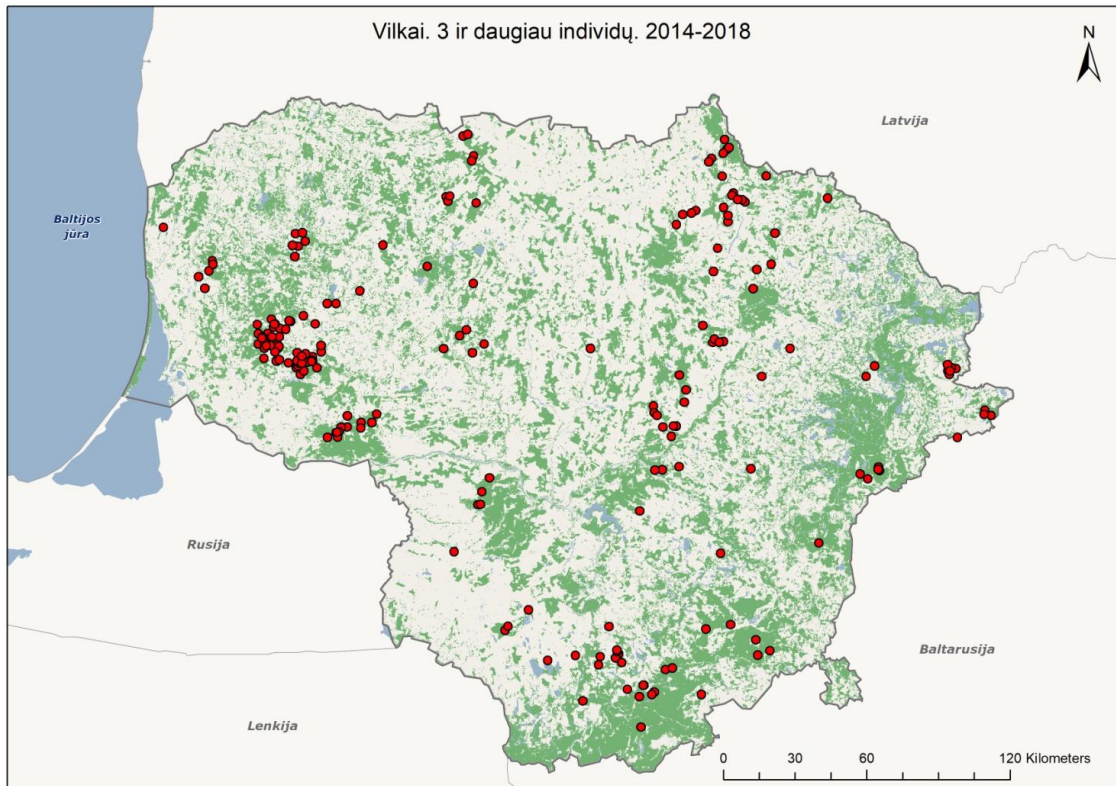 Vilkai. 3 ir daugiau individų. 2014-2018
N
Latvija
Baltijos
jūra
Rusija
Baltarusija
Lenkija
0 30 60 120 Kilometers